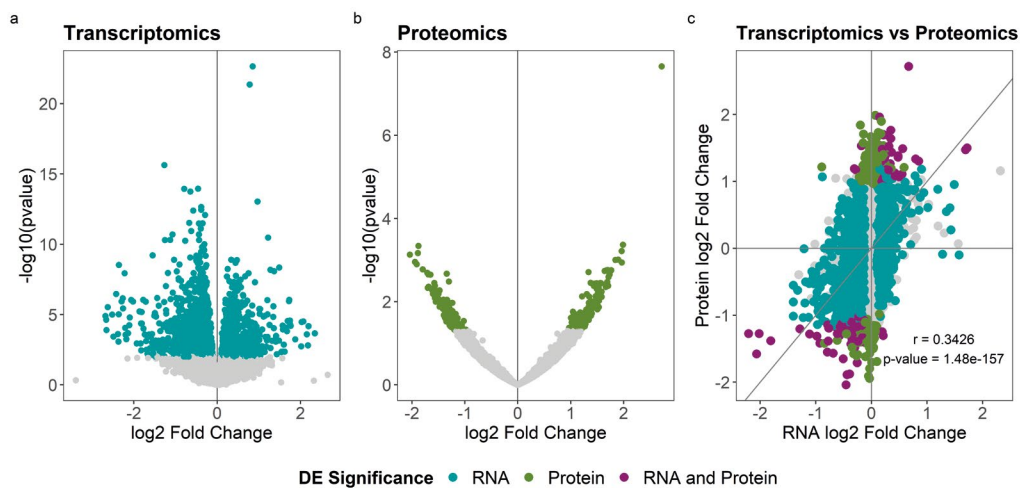 a
Transcriptomics
-log10(pvalue)
20
15
10
5
0
-2
0
2
log2 Fold Change
b
Proteomics
-log10(pvalue)
8
6
4
2
0
-2
-1
0
1
2
log2 Fold Change
c
Transcriptomics vs Proteomics
Protein log2 Fold Change
2
1
0
-1
-2
r = 0.3426
p-value = 1.48e-157
-2
-1
0
1
2
RNA log2 Fold Change
DE Significance RNA Protein RNA and Protein